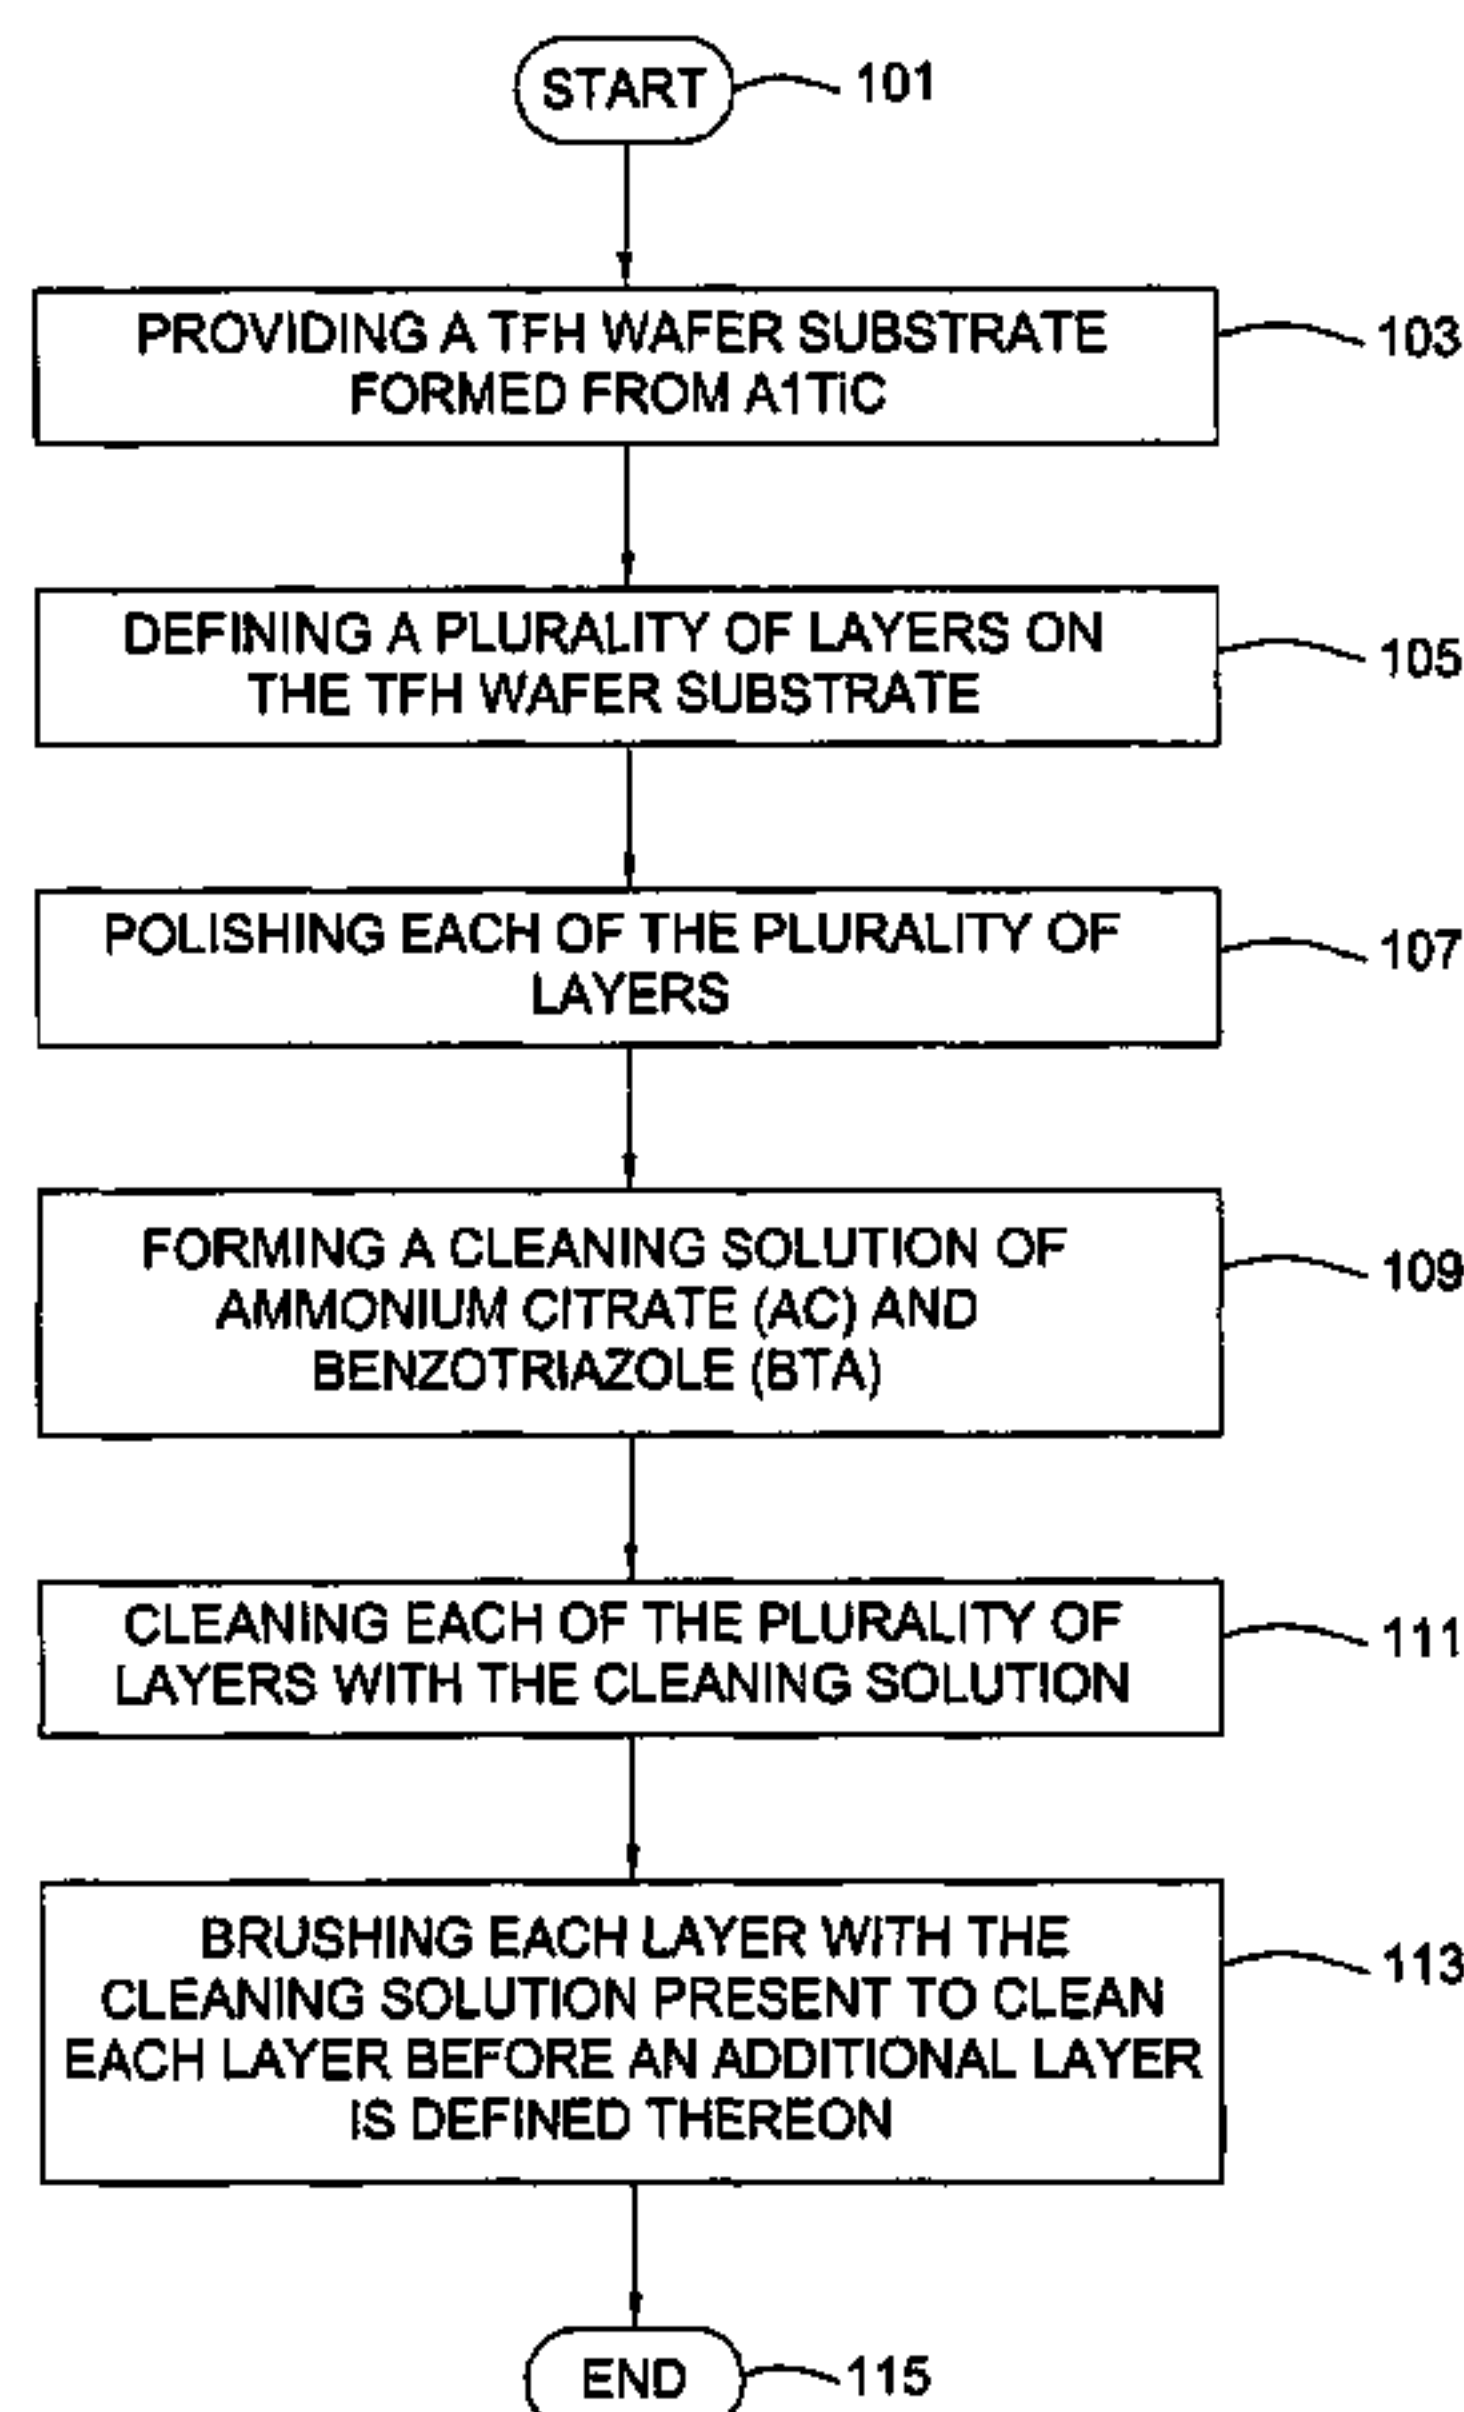 START
101
PROVIDING A TFH WAFER SUBSTRATE
FORMED FROM A1TiC
103
DEFINING A PLURALITY OF LAYERS ON
THE TFH WAFER SUBSTRATE
105
POLISHING EACH OF THE PLURALITY OF
LAYERS
107
FORMING A CLEANING SOLUTION OF
AMMONIUM CITRATE (AC) AND
BENZOTRIAZOLE (BTA)
109
CLEANING EACH OF THE PLURALITY OF
LAYERS WITH THE CLEANING SOLUTION
111
BRUSHING EACH LAYER WITH THE
CLEANING SOLUTION PRESENT TO CLEAN
EACH LAYER BEFORE AN ADDITIONAL LAYER
IS DEFINED THEREON
113
END
115